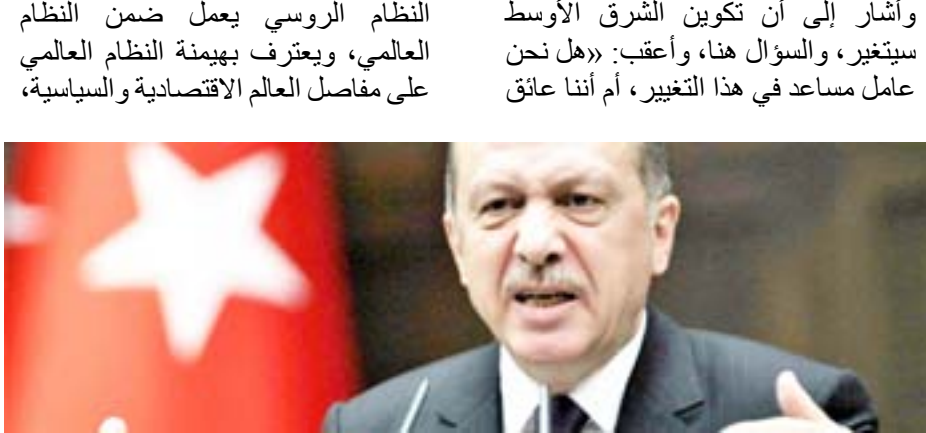 وأشار إلى أن تكوين الشرق الأوسط
سيتغير، والسؤال هنا، وأعقب: «هل نحن
عامل مساعد في هذا التغيير، أم أننا عائق
النظام الروسي يعمل ضمن النظام
العالمي، ويعترف بهيمنة النظام العالمي
على مفاصل العالم الاقتصادية والسياسية،